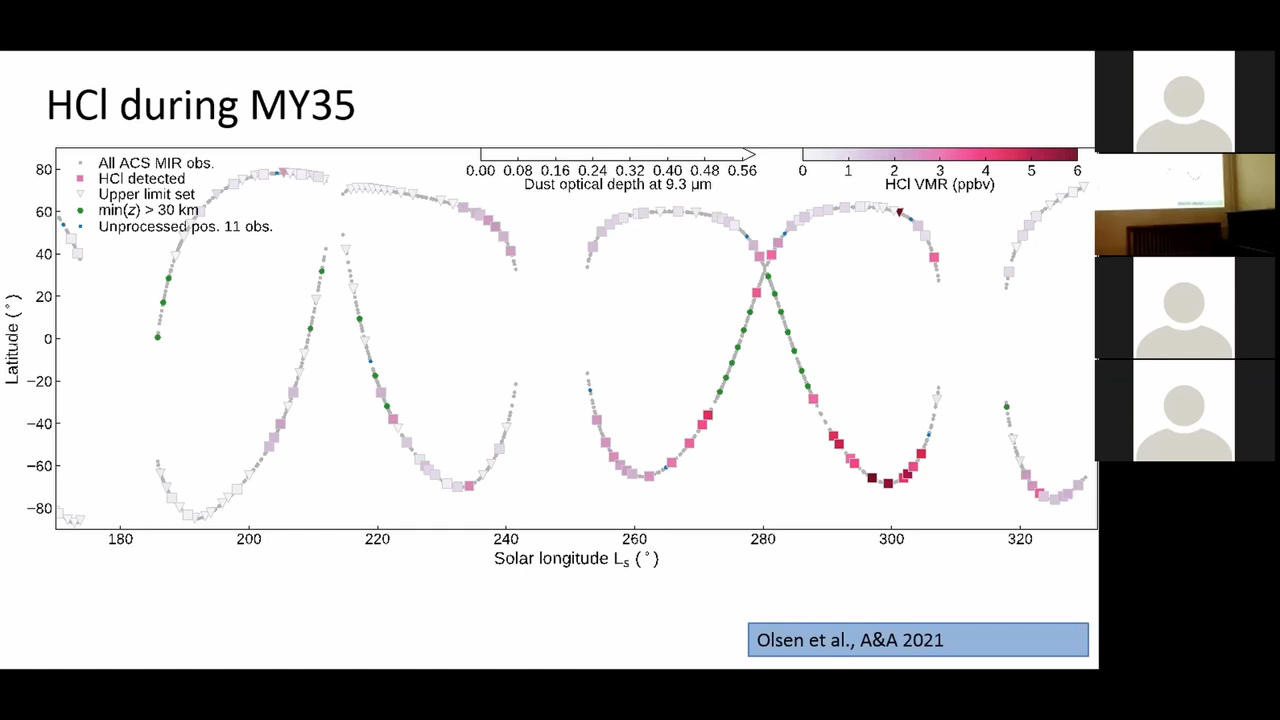 HCl during MY35
All ACS MIR obs.
HCl detected
Upper limit set
min(z) > 30 km
Unprocessed pos. 11 obs.
0.00 0.08 0.16 0.24 0.32 0.40 0.48 0.56
Dust optical depth at 9.3 μm
0 1 2 3 4 5 6
HCl VMR (ppbv)
80
60
40
20
0
−20
−40
−60
−80
Latitude (°)
180 200 220 240 260 280 300 320
Solar longitude Ls (°)
Olsen et al., A&A 2021